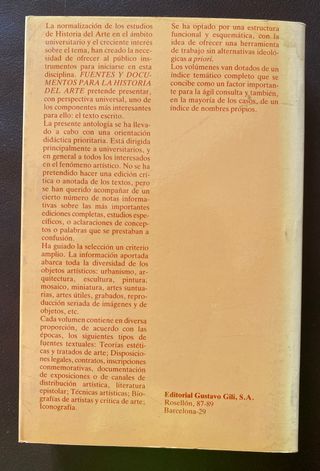 La normalización de los estudios
de Historia del Arte en el ámbito
universitario y el creciente interés
sobre el tema, han creado la nece-
sidad de ofrecer al público ins-
trumentos para iniciarse en esta
disciplina. FUENTES Y DOCU-
MENTOS PARA LA HISTORIA
DEL ARTE pretende presentar,
con perspectiva universal, uno de
los componentes más interesantes
para ello: el texto escrito.
La presente antología se ha lleva-
do a cabo con una orientación
didáctica prioritaria. Está dirigida
principalmente a universitarios, y
en general a todos los interesados
en el fenómeno artístico. No se ha
pretendido hacer una edición crí-
tica o anotada de los textos, pero
se han querido acompañar de un
cierto número de notas informa-
tivas sobre las más importantes
ediciones completas, estudios espe-
cíficos, o aclaraciones de concep-
tos o palabras que se prestaban a
confusión.
Ha guiado la selección un criterio
amplio. La información aportada
abarca toda la diversidad de los
objetos artísticos: urbanismo, ar-
quitectura, escultura, pintura,
mosaico, miniatura, artes suntua-
rias, artes útiles, grabados, repro-
ducción seriada de imágenes y de
objetos, etc.
Cada volumen contiene en diversa
proporción, de acuerdo con las
épocas, los siguientes tipos de
fuentes textuales: Teorías estéti-
cas y tratados de arte; Disposicio-
nes legales, contratos, inscripciones
conmemorativas, documentación
de exposiciones o de canales de
distribución artística, literatura
epistolar; Técnicas artísticas; Bio-
grafías de artistas y crítica de arte;
Iconografía.
Se ha optado por una estructura
funcional y esquemática, con la
idea de ofrecer una herramienta
de trabajo sin alternativas ideoló-
gicas a priori.
Los volúmenes van dotados de un
índice temático completo que se
concibe como un factor importan-
te para la ágil consulta y también,
en la mayoría de los casos, de un
índice de nombres propios.
Editorial Gustavo Gili, S.A.
Rosellón, 87-89
Barcelona-29